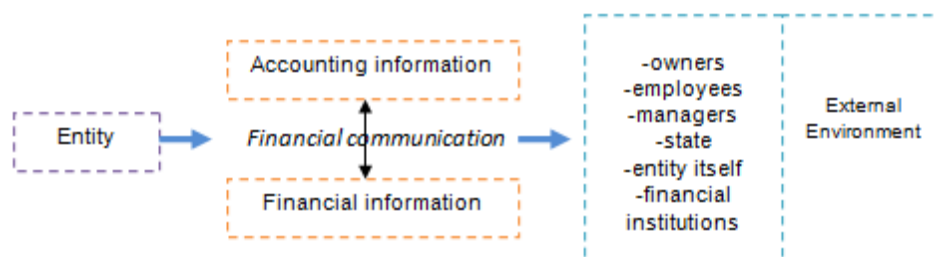 Entity
Accounting information
Financial communication
Financial information
-owners
-employees
-managers
-state
-entity itself
-financial
institutions
External
Environment